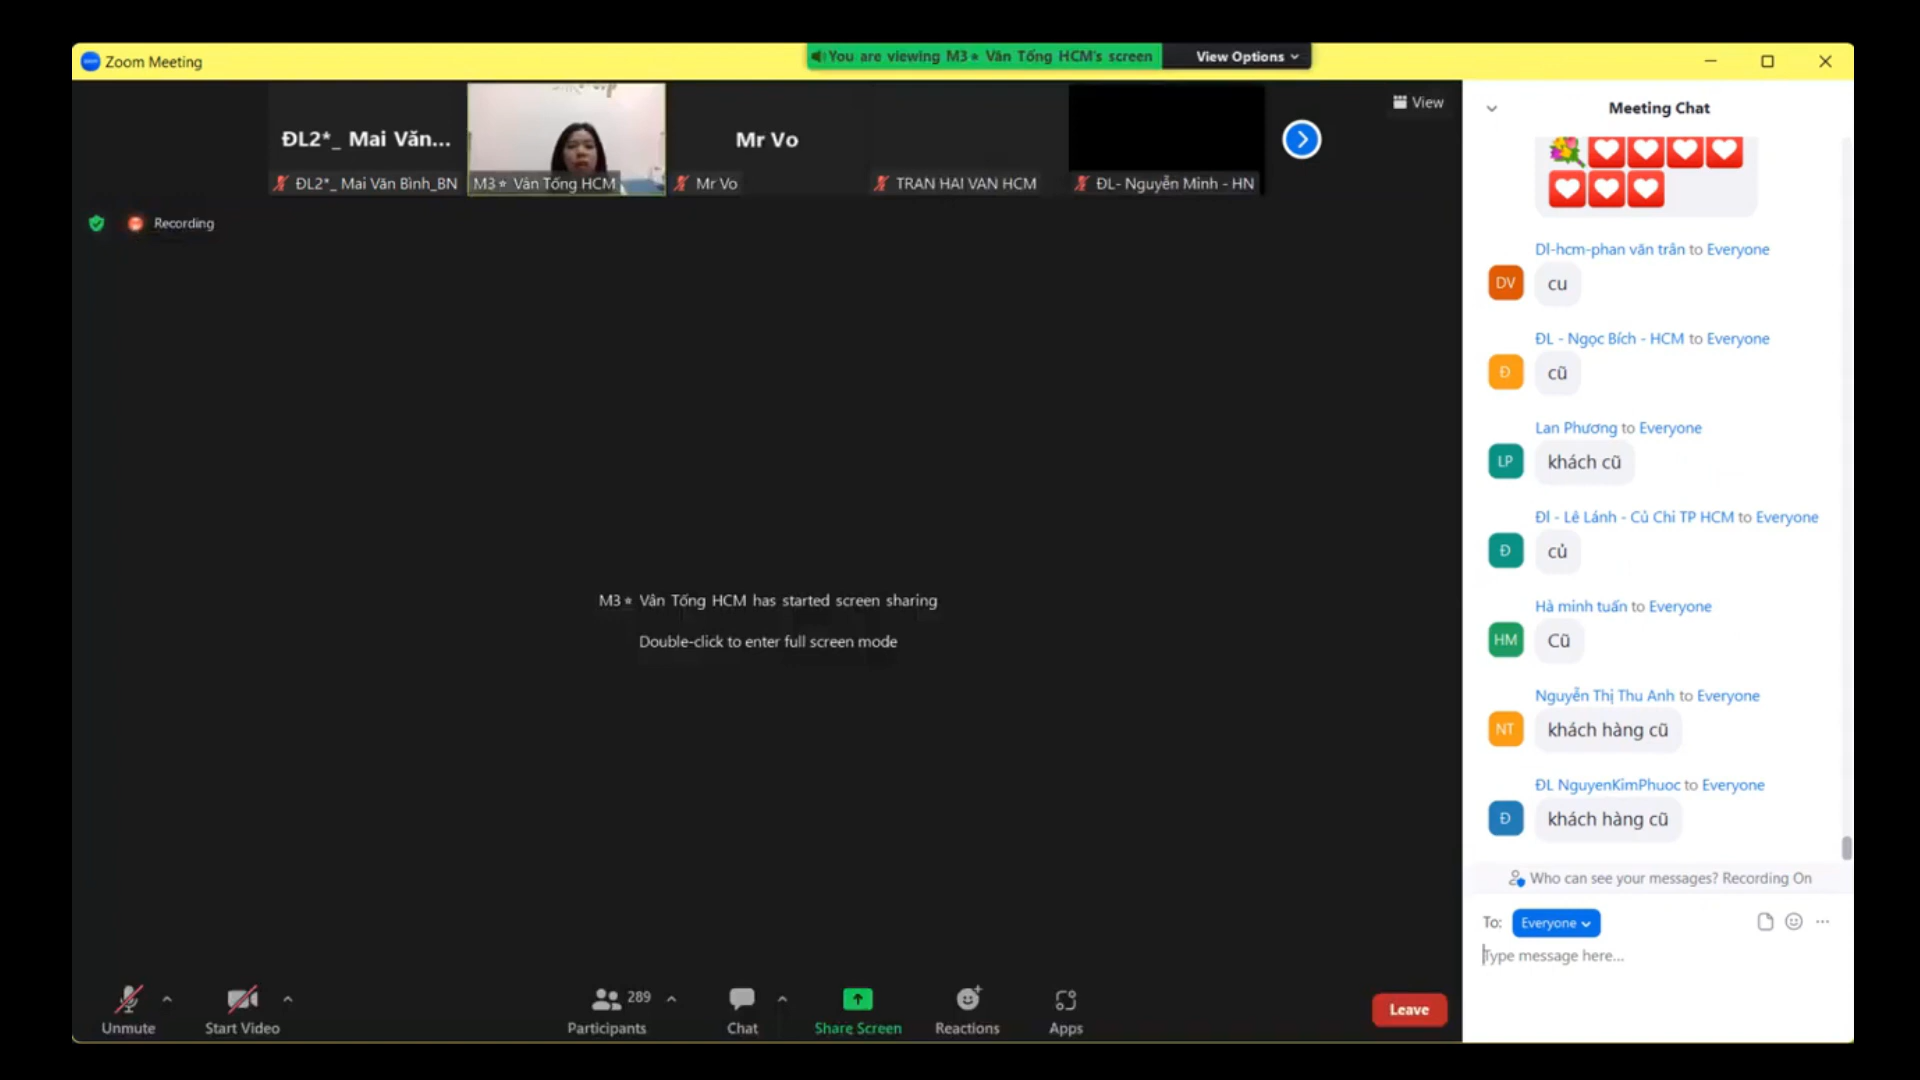 Zoom Meeting
You are viewing M3⭐ Vân Tống HCM's screen
View Options
View
ĐL2*_ Mai Văn...
Mr Vo
ĐL2*_ Mai Văn Bình_BN
M3⭐ Vân Tống HCM
Mr Vo
TRAN HAI VAN HCM
ĐL- Nguyễn Minh - HN
Recording
M3⭐ Vân Tống HCM has started screen sharing
Double-click to enter full screen mode
Unmute
Start Video
289
Participants
Chat
Share Screen
Reactions
Apps
Leave
Meeting Chat
Dl-hcm-phan văn trân to Everyone
DV
cu
ĐL - Ngọc Bích - HCM to Everyone
Đ
cũ
Lan Phương to Everyone
LP
khách cũ
Đl - Lê Lánh - Củ Chi TP HCM to Everyone
Đ
củ
Hà minh tuấn to Everyone
HM
Cũ
Nguyễn Thị Thu Anh to Everyone
NT
khách hàng cũ
ĐL NguyenKimPhuoc to Everyone
Đ
khách hàng cũ
Who can see your messages? Recording On
To: Everyone
Type message here...